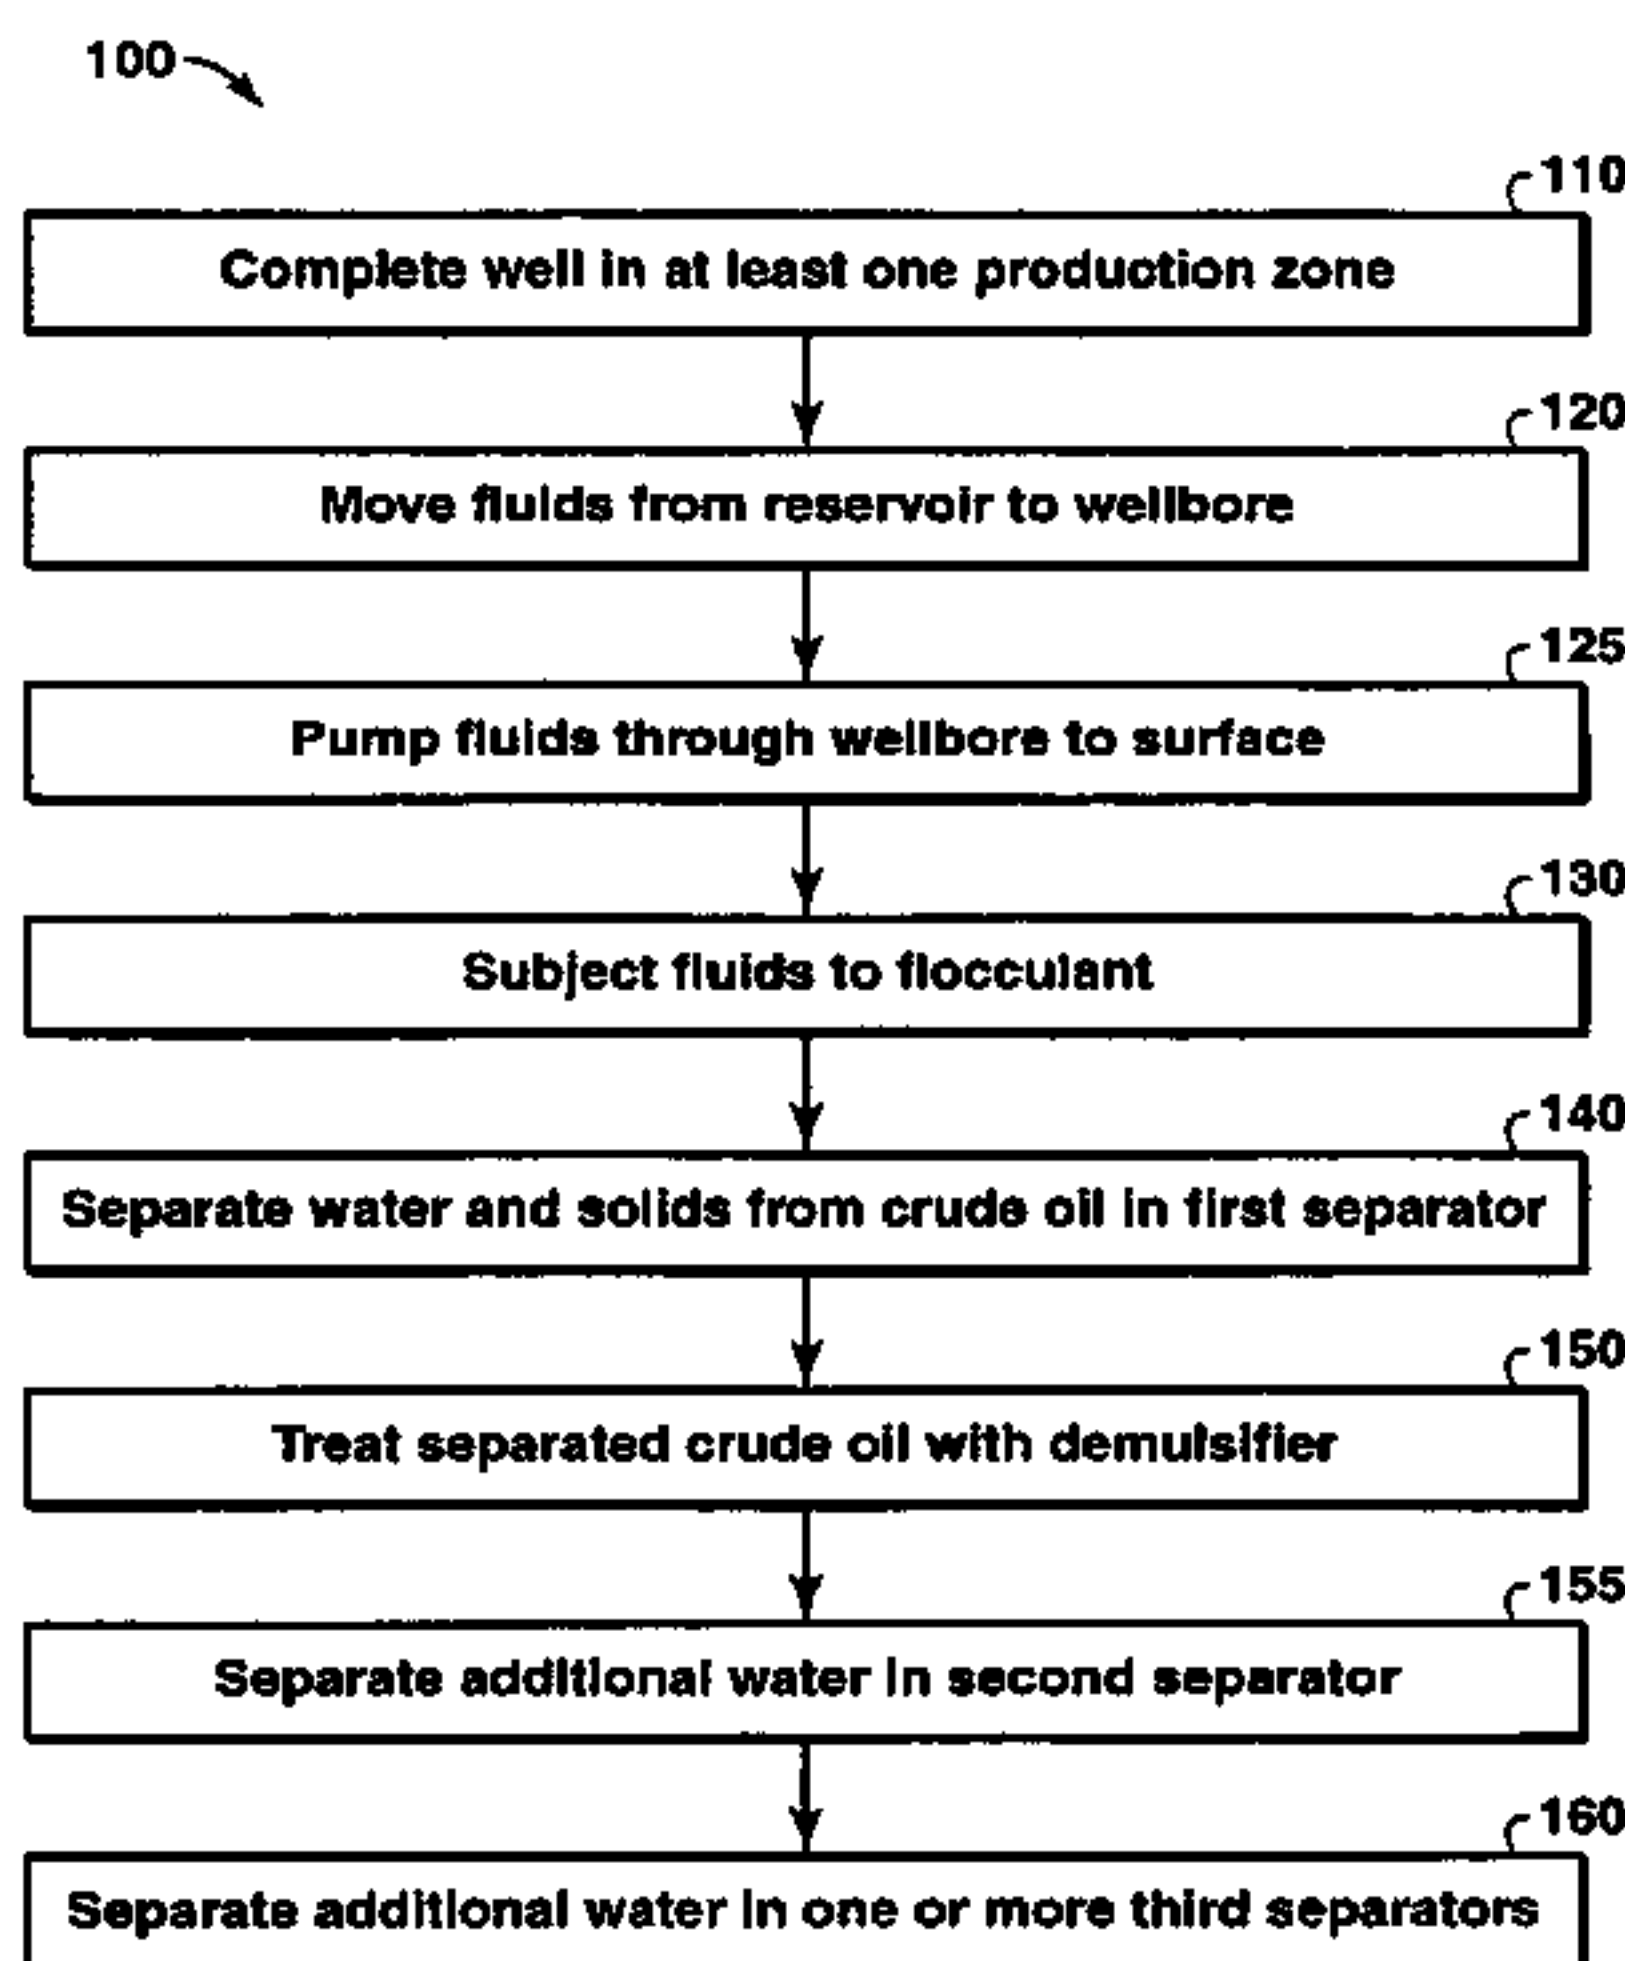 100
110
Complete well in at least one production zone
120
Move fluids from reservoir to wellbore
125
Pump fluids through wellbore to surface
130
Subject fluids to flocculant
140
Separate water and solids from crude oil in first separator
150
Treat separated crude oil with demulsifier
155
Separate additional water in second separator
160
Separate additional water in one or more third separators